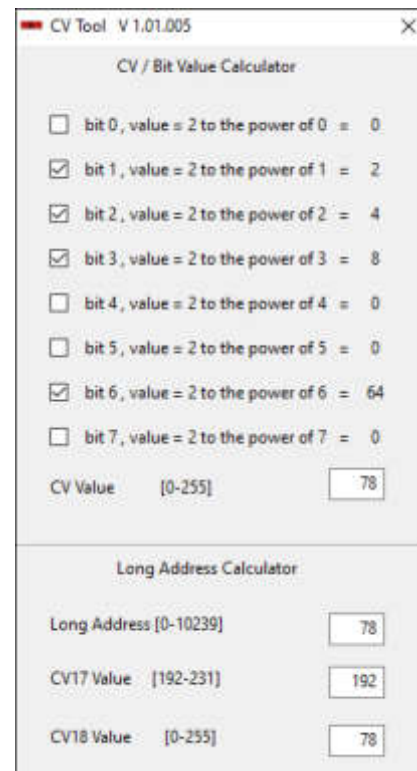 CV Tool V 1.01.005
CV / Bit Value Calculator
bit 0 , value = 2 to the power of 0 = 0
bit 1 , value = 2 to the power of 1 = 2
bit 2 , value = 2 to the power of 2 = 4
bit 3 , value = 2 to the power of 3 = 8
bit 4 , value = 2 to the power of 4 = 0
bit 5 , value = 2 to the power of 5 = 0
bit 6 , value = 2 to the power of 6 = 64
bit 7 , value = 2 to the power of 7 = 0
CV Value [0-255] 78
Long Address Calculator
Long Address [0-10239] 78
CV17 Value [192-231] 192
CV18 Value [0-255] 78